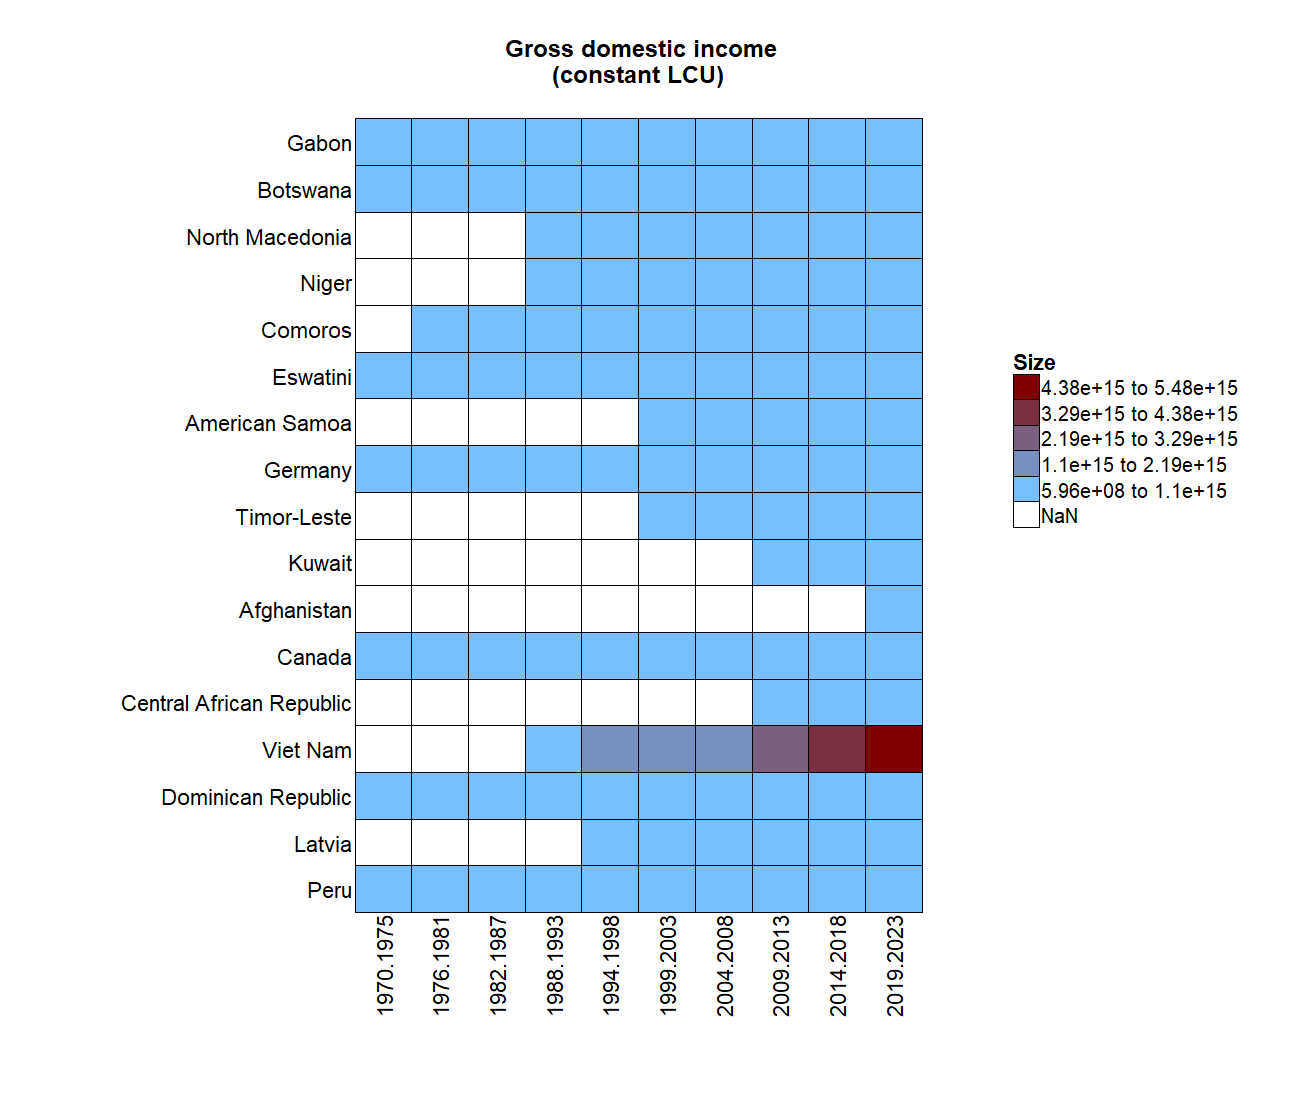 Gross domestic income
(constant LCU)
Gabon
Botswana
North Macedonia
Niger
Comoros
Eswatini
American Samoa
Germany
Timor-Leste
Kuwait
Afghanistan
Canada
Central African Republic
Viet Nam
Dominican Republic
Latvia
Peru
1970.1975
1976.1981
1982.1987
1988.1993
1994.1998
1999.2003
2004.2008
2009.2013
2014.2018
2019.2023
Size
4.38e+15 to 5.48e+15
3.29e+15 to 4.38e+15
2.19e+15 to 3.29e+15
1.1e+15 to 2.19e+15
5.96e+08 to 1.1e+15
NaN